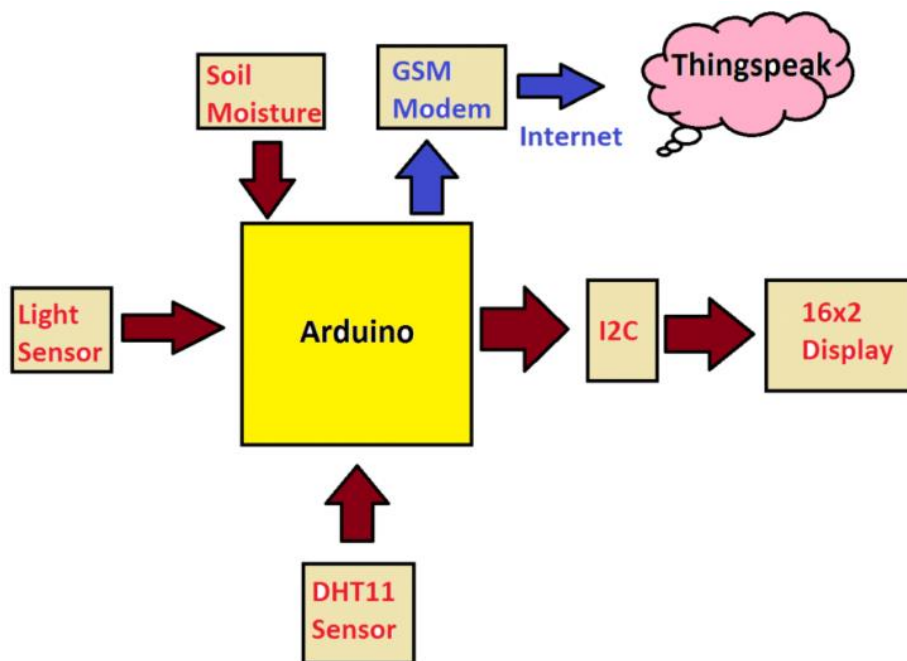 Soil
Moisture
GSM
Modem
Thingspeak
Internet
Light
Sensor
Arduino
I2C
16x2
Display
DHT11
Sensor